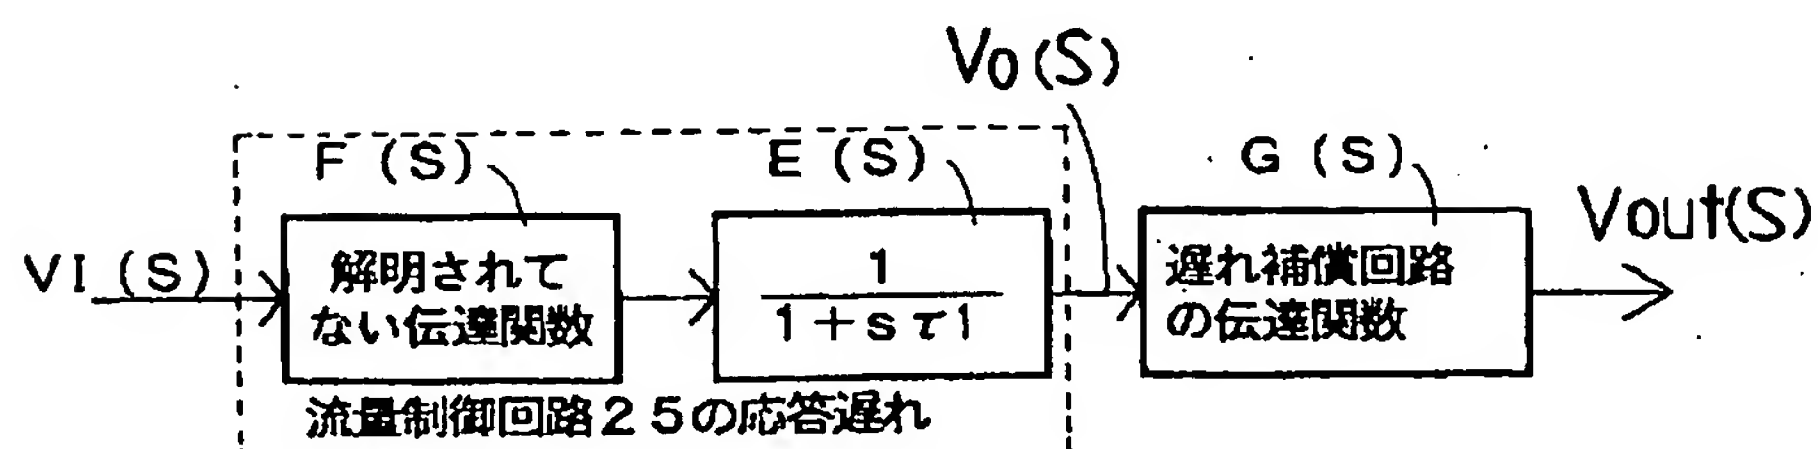 Vo(S)
F (S)
E (S)
G (S)
Vout(S)
VI (S)
解明されて
ない伝達関数
1
1+sτ1
遅れ補償回路
の伝達関数
流量制御回路25の応答遅れ